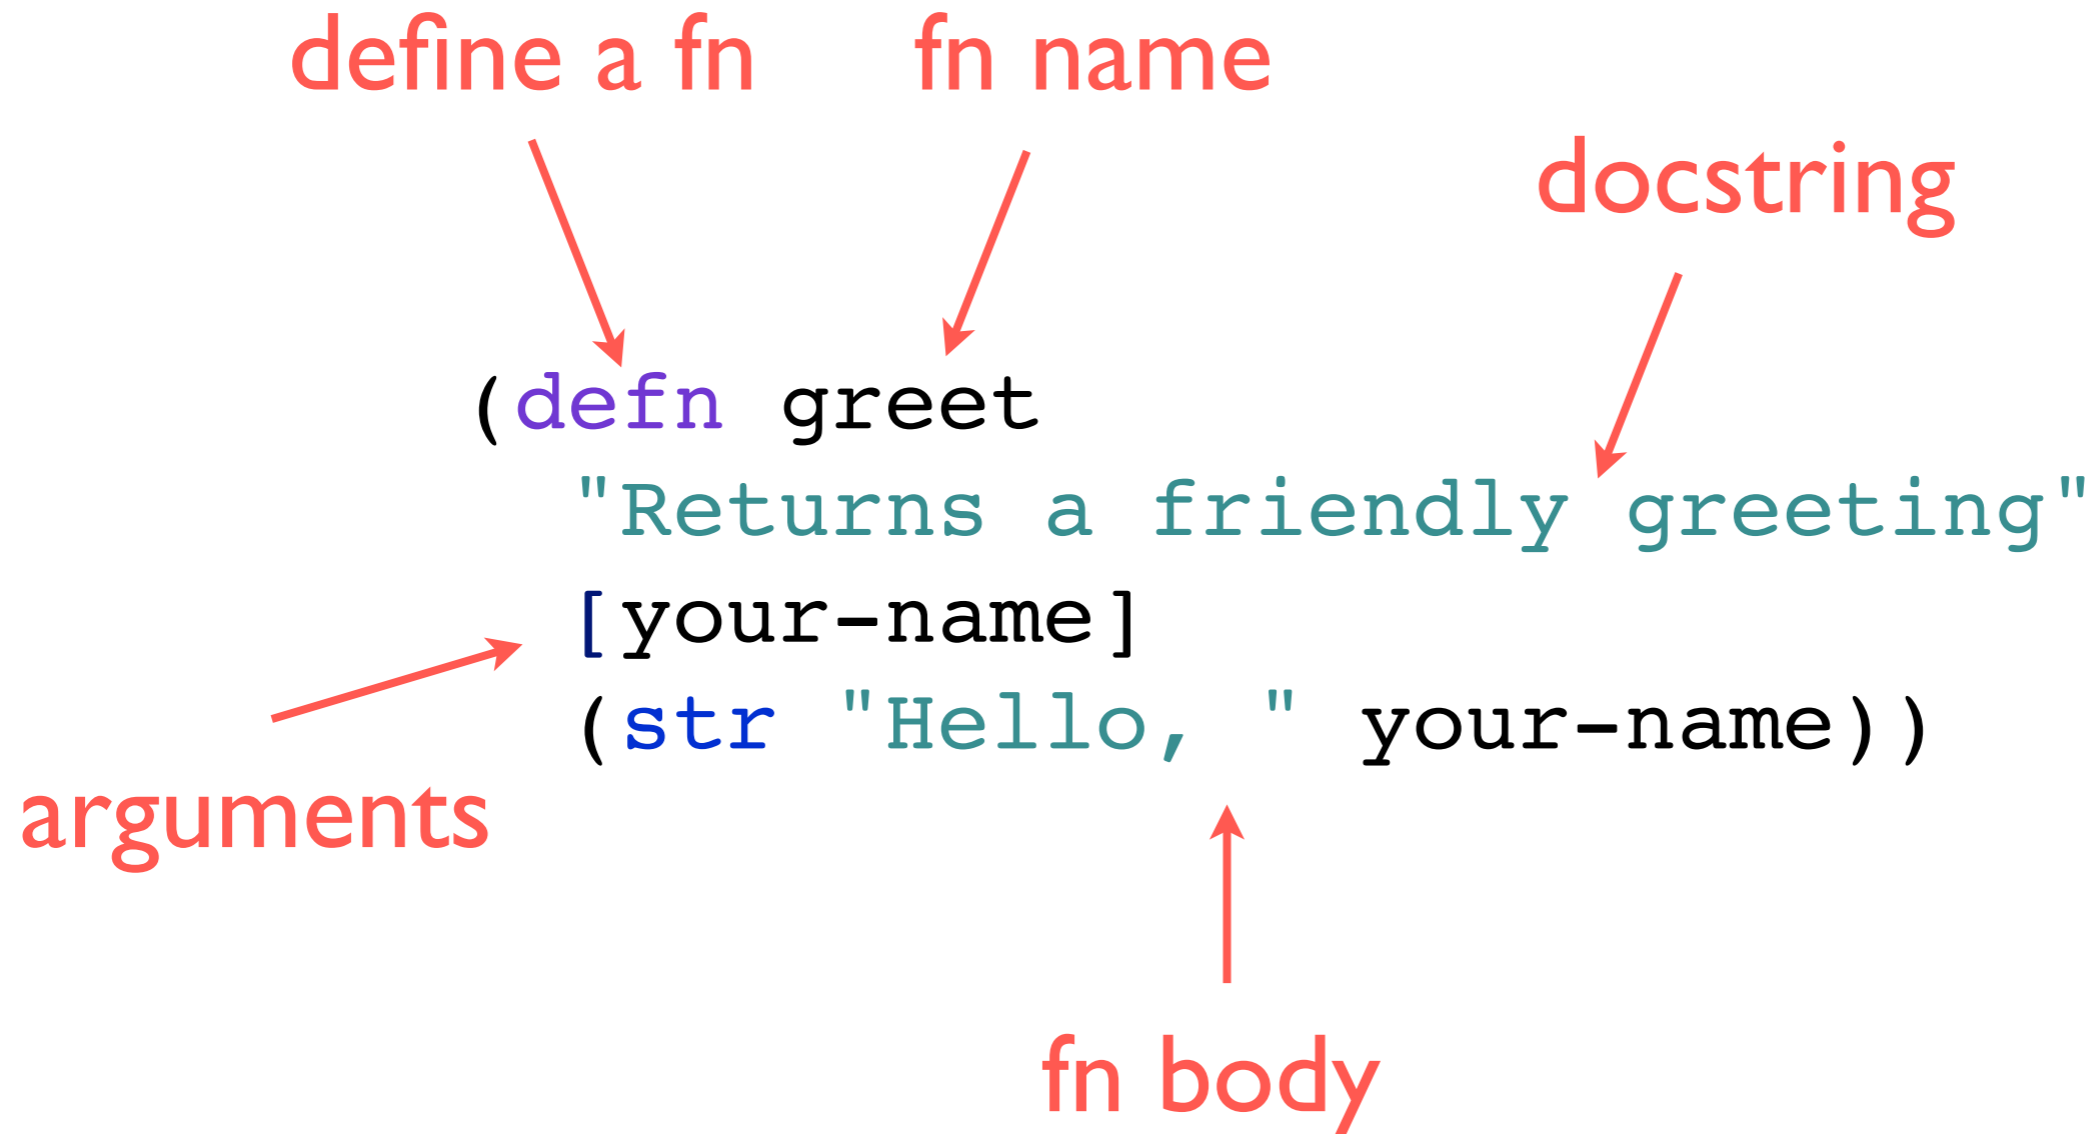 define a fn
fn name
docstring
(defn greet
"Returns a friendly greeting"
[your-name]
(str "Hello, " your-name))
arguments
fn body